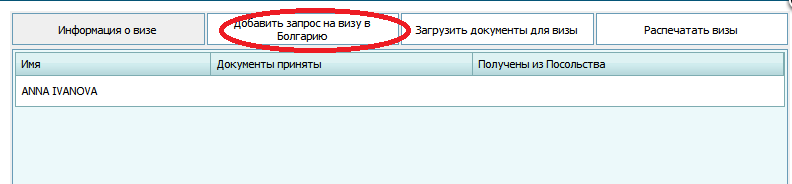 Информация о визе
Добавить запрос на визу в
Болгарию
Загрузить документы для визы
Распечатать визы
Имя
Документы приняты
Получены из Посольства
ANNA IVANOVA